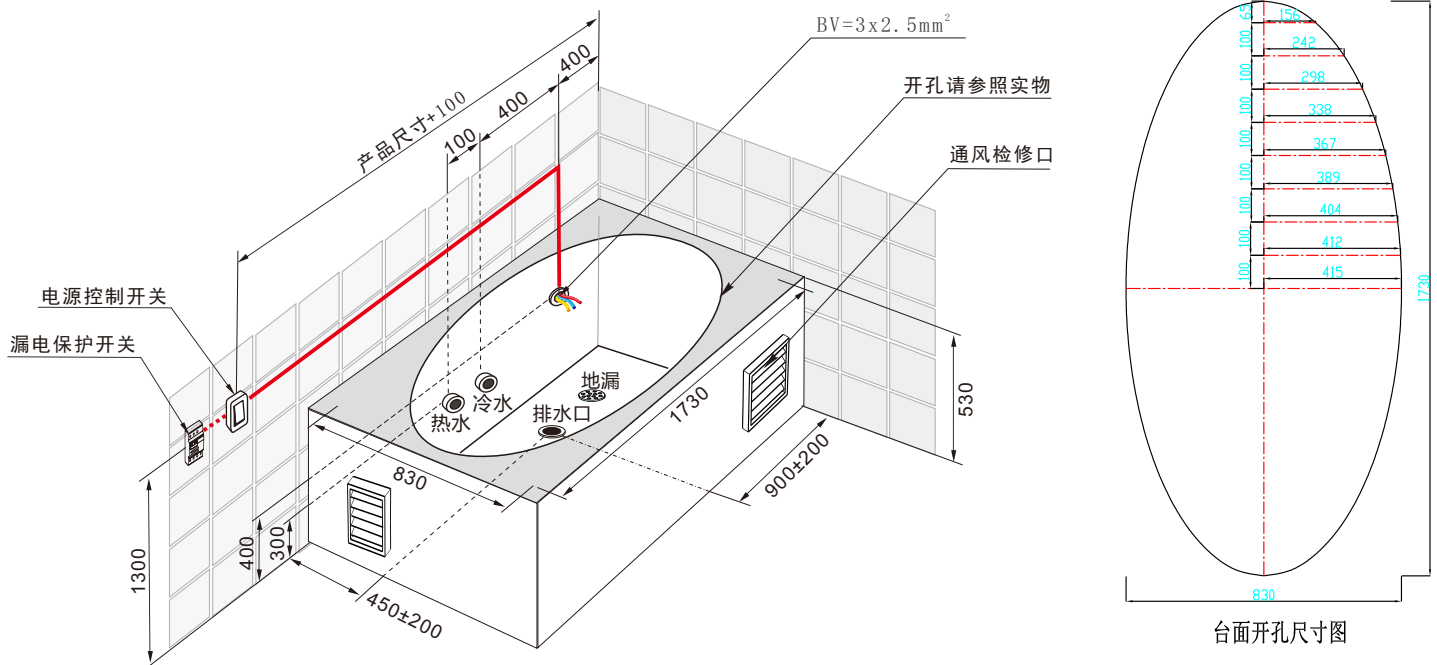 BV=3x2.5mm²
400
400
100
产品尺寸+100
开孔请参照实物
通风检修口
电源控制开关
漏电保护开关
地漏
冷水
热水
排水口
1730
830
530
900±200
1300
400
300
450±200
65
156
100
242
100
298
100
338
100
367
100
389
100
404
100
412
100
415
1730
830
台面开孔尺寸图